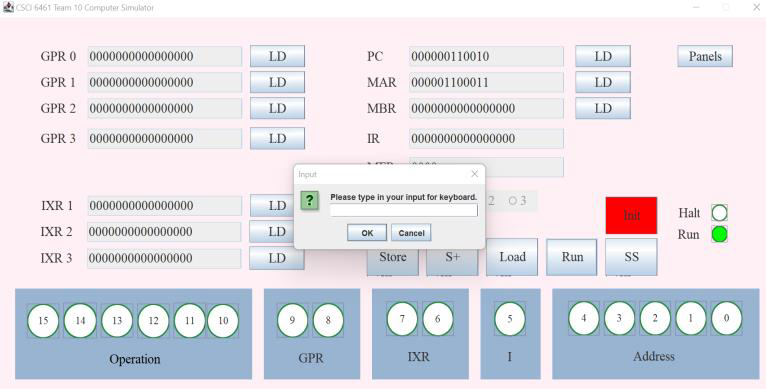 CSCI 6461 Team 10 Computer Simulator
GPR 0 0000000000000000 LD PC 000000110010 LD Panels
GPR 1 0000000000000000 LD MAR 000001100011 LD
GPR 2 0000000000000000 LD MBR 0000000000000000 LD
GPR 3 0000000000000000 LD IR 0000000000000000
Input
Please type in your input for keyboard.
OK Cancel
2 3
IXR 1 0000000000000000 LD Init Halt
IXR 2 0000000000000000 LD Run
IXR 3 0000000000000000 LD Store S+ Load Run SS
15 14 13 12 11 10 9 8 7 6 5 4 3 2 1 0
Operation GPR IXR I Address